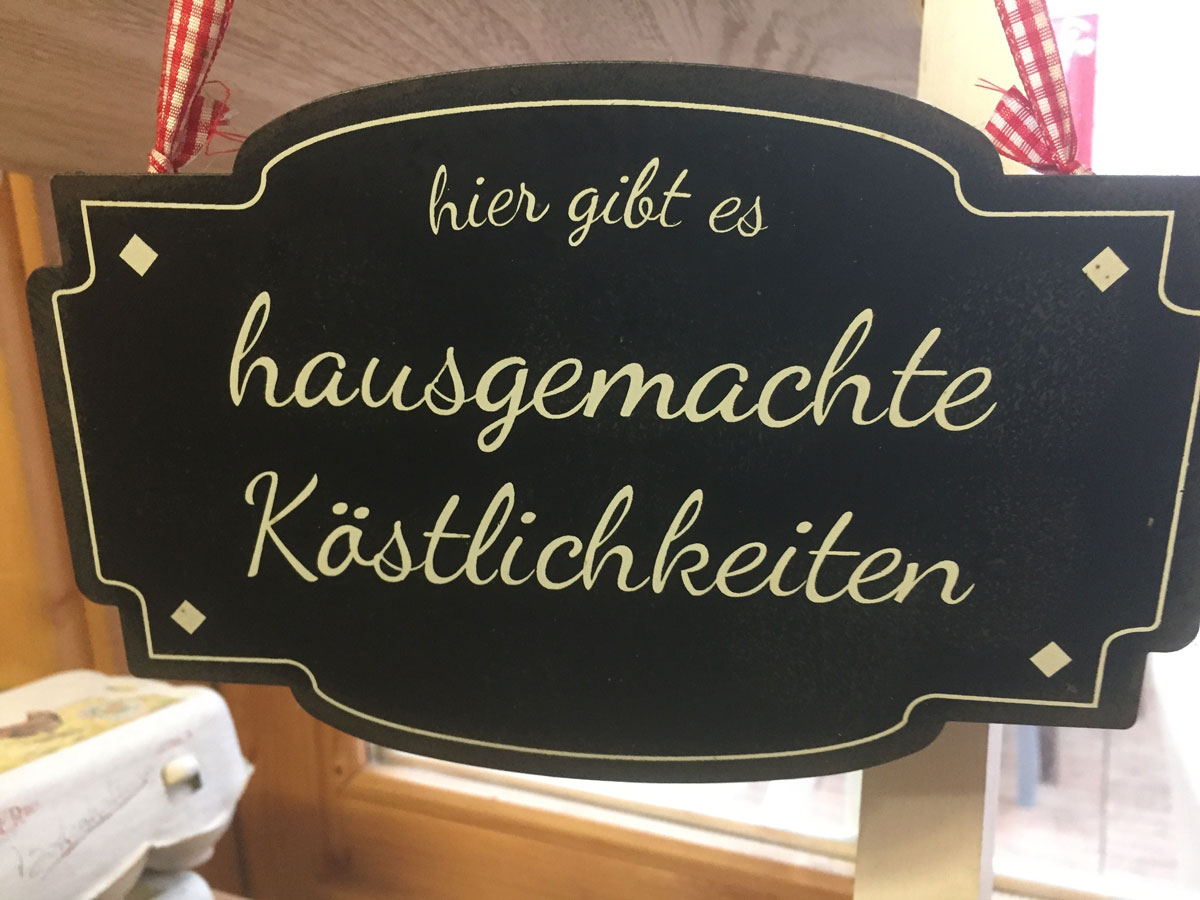 hier gibt es
hausgemachte
Köstlichkeiten